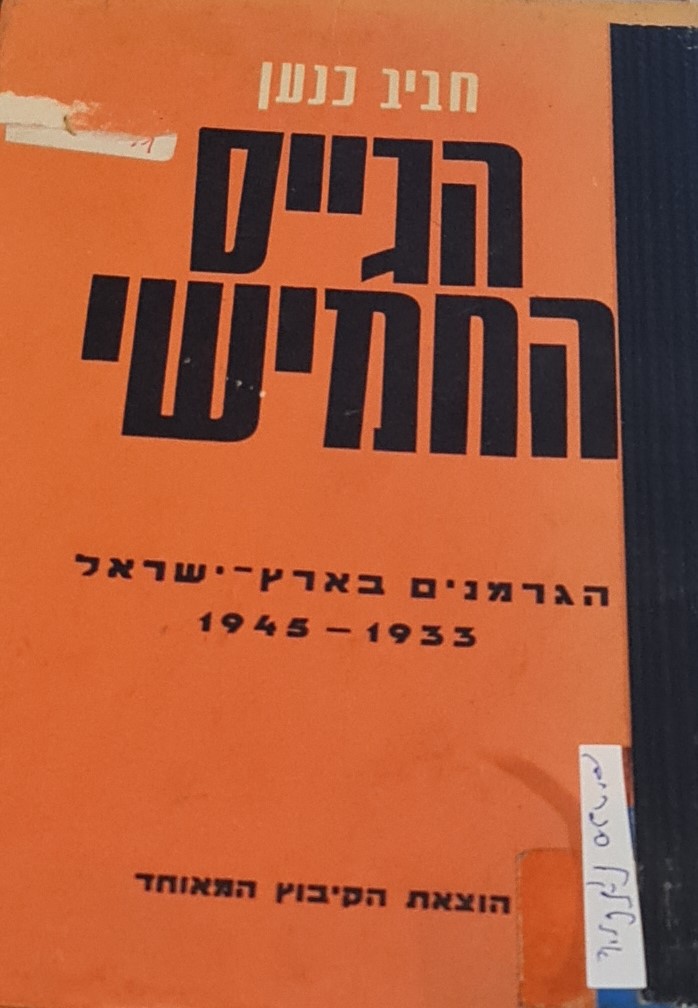 חביב כנען
הגייס
החמישי
הגרמנים בארץ־ישראל
1945 – 1933
הוצאת הקיבוץ המאוחד